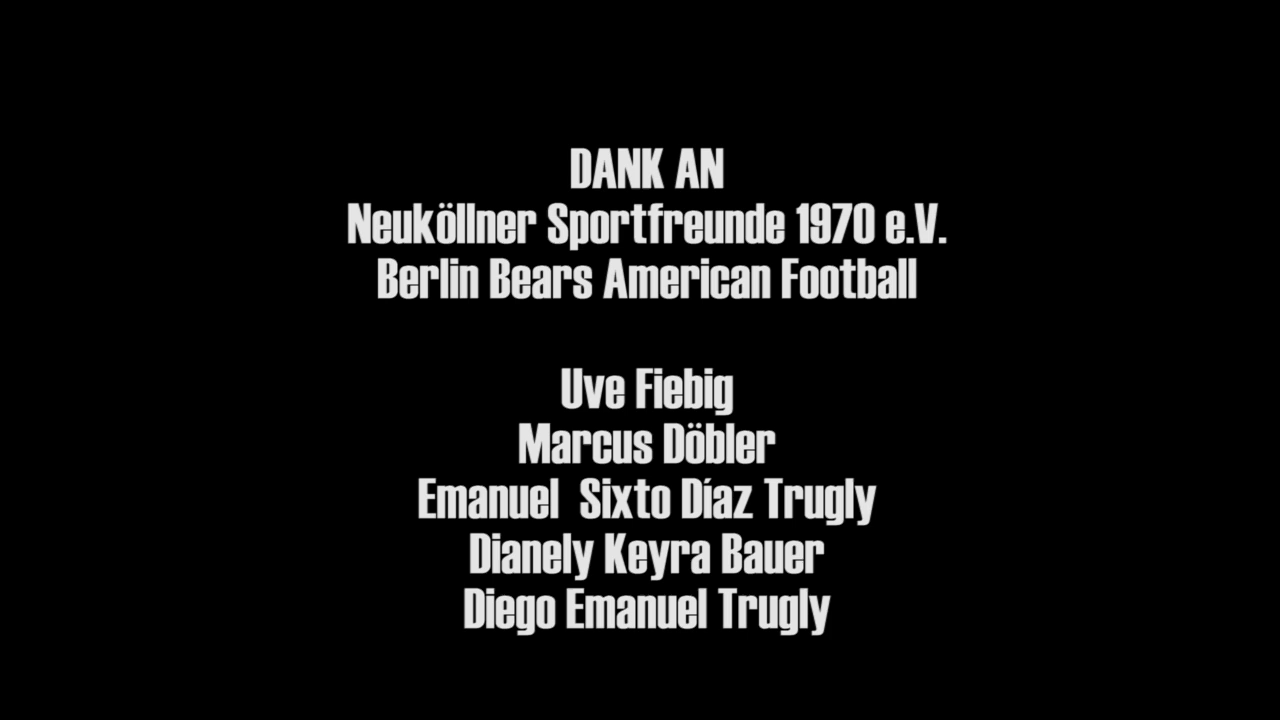 DANK AN
Neuköllner Sportfreunde 1970 e.V.
Berlin Bears American Football
Uve Fiebig
Marcus Döbler
Emanuel  Sixto Díaz Trugly
Dianely Keyra Bauer
Diego Emanuel Trugly